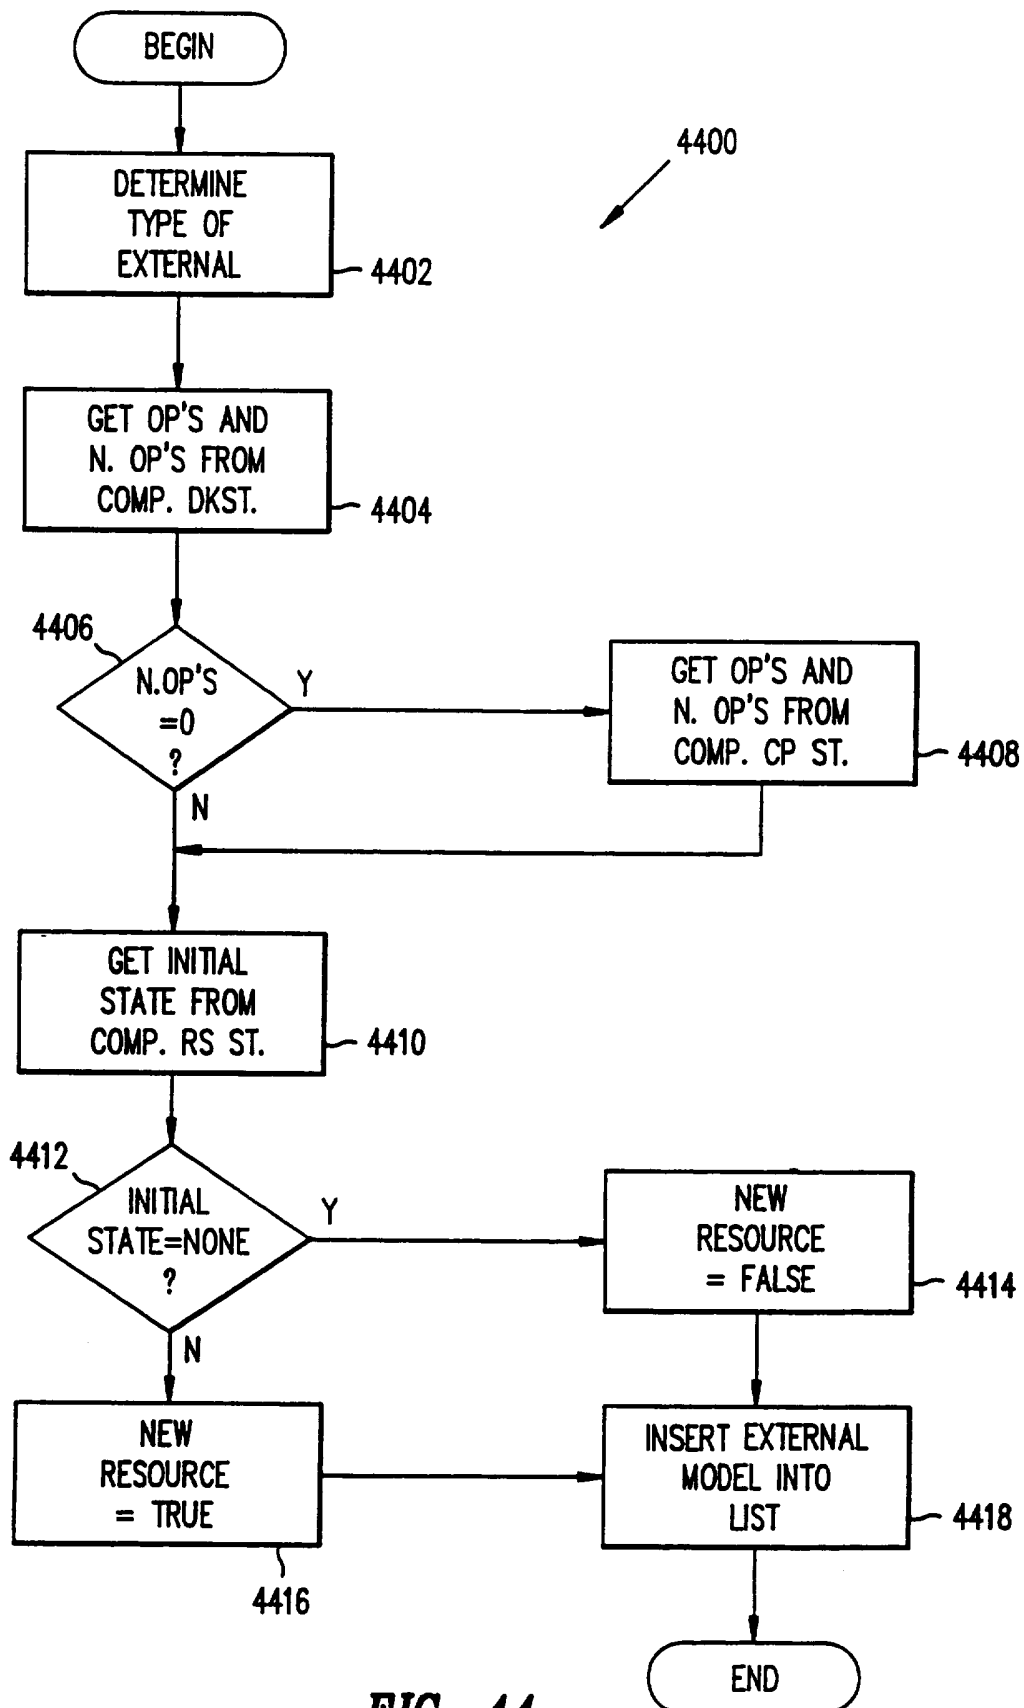 BEGIN
4400
DETERMINE
TYPE OF
EXTERNAL
4402
GET OP'S AND
N. OP'S FROM
COMP. DKST.
4404
4406
N.OP'S
=0
?
Y
N
GET OP'S AND
N. OP'S FROM
COMP. CP ST.
4408
GET INITIAL
STATE FROM
COMP. RS ST.
4410
4412
INITIAL
STATE=NONE
?
Y
N
NEW
RESOURCE
= FALSE
4414
NEW
RESOURCE
= TRUE
4416
INSERT EXTERNAL
MODEL INTO
LIST
4418
END
FIG. 44